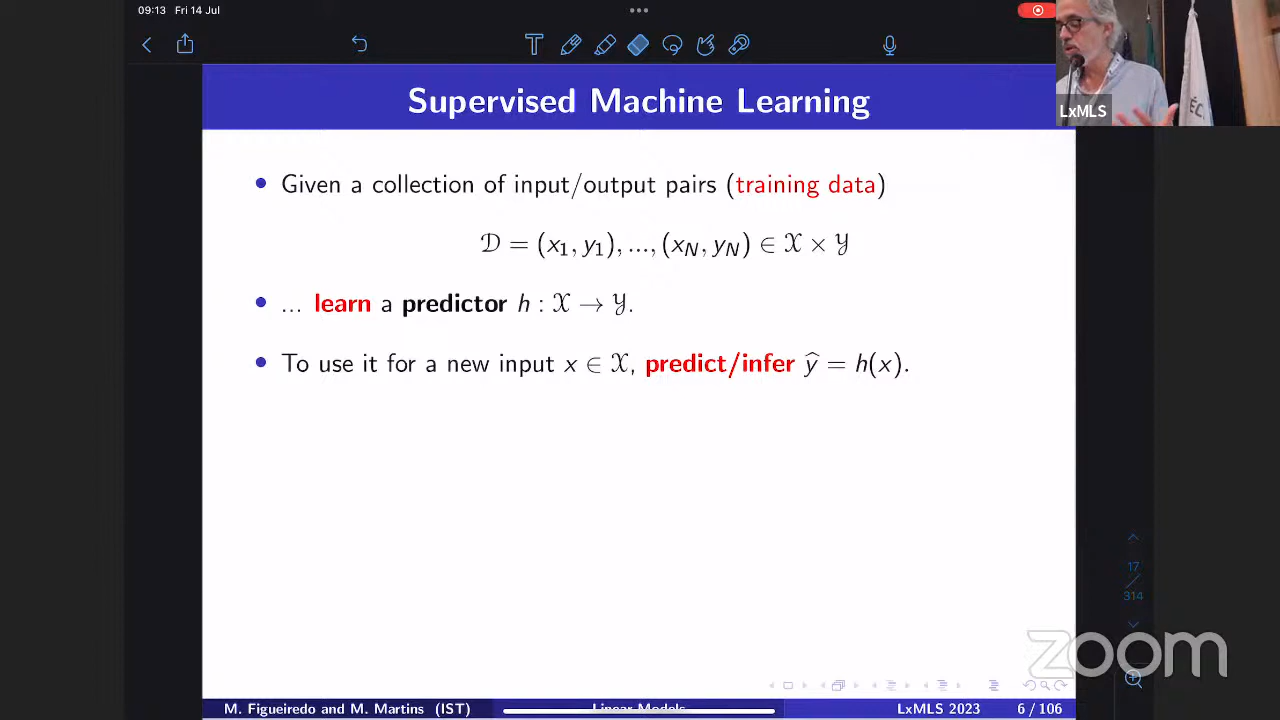 09:13 Fri 14 Jul
Supervised Machine Learning
LxMLS
• Given a collection of input/output pairs (training data)
𝒟 = (x₁, y₁), ..., (x_N, y_N) ∈ 𝒳 × 𝒴
• ... learn a predictor h : 𝒳 → 𝒴.
• To use it for a new input x ∈ 𝒳, predict/infer ŷ = h(x).
17
/
314
zoom
M. Figueiredo and M. Martins (IST) Linear Models LxMLS 2023 6 / 106